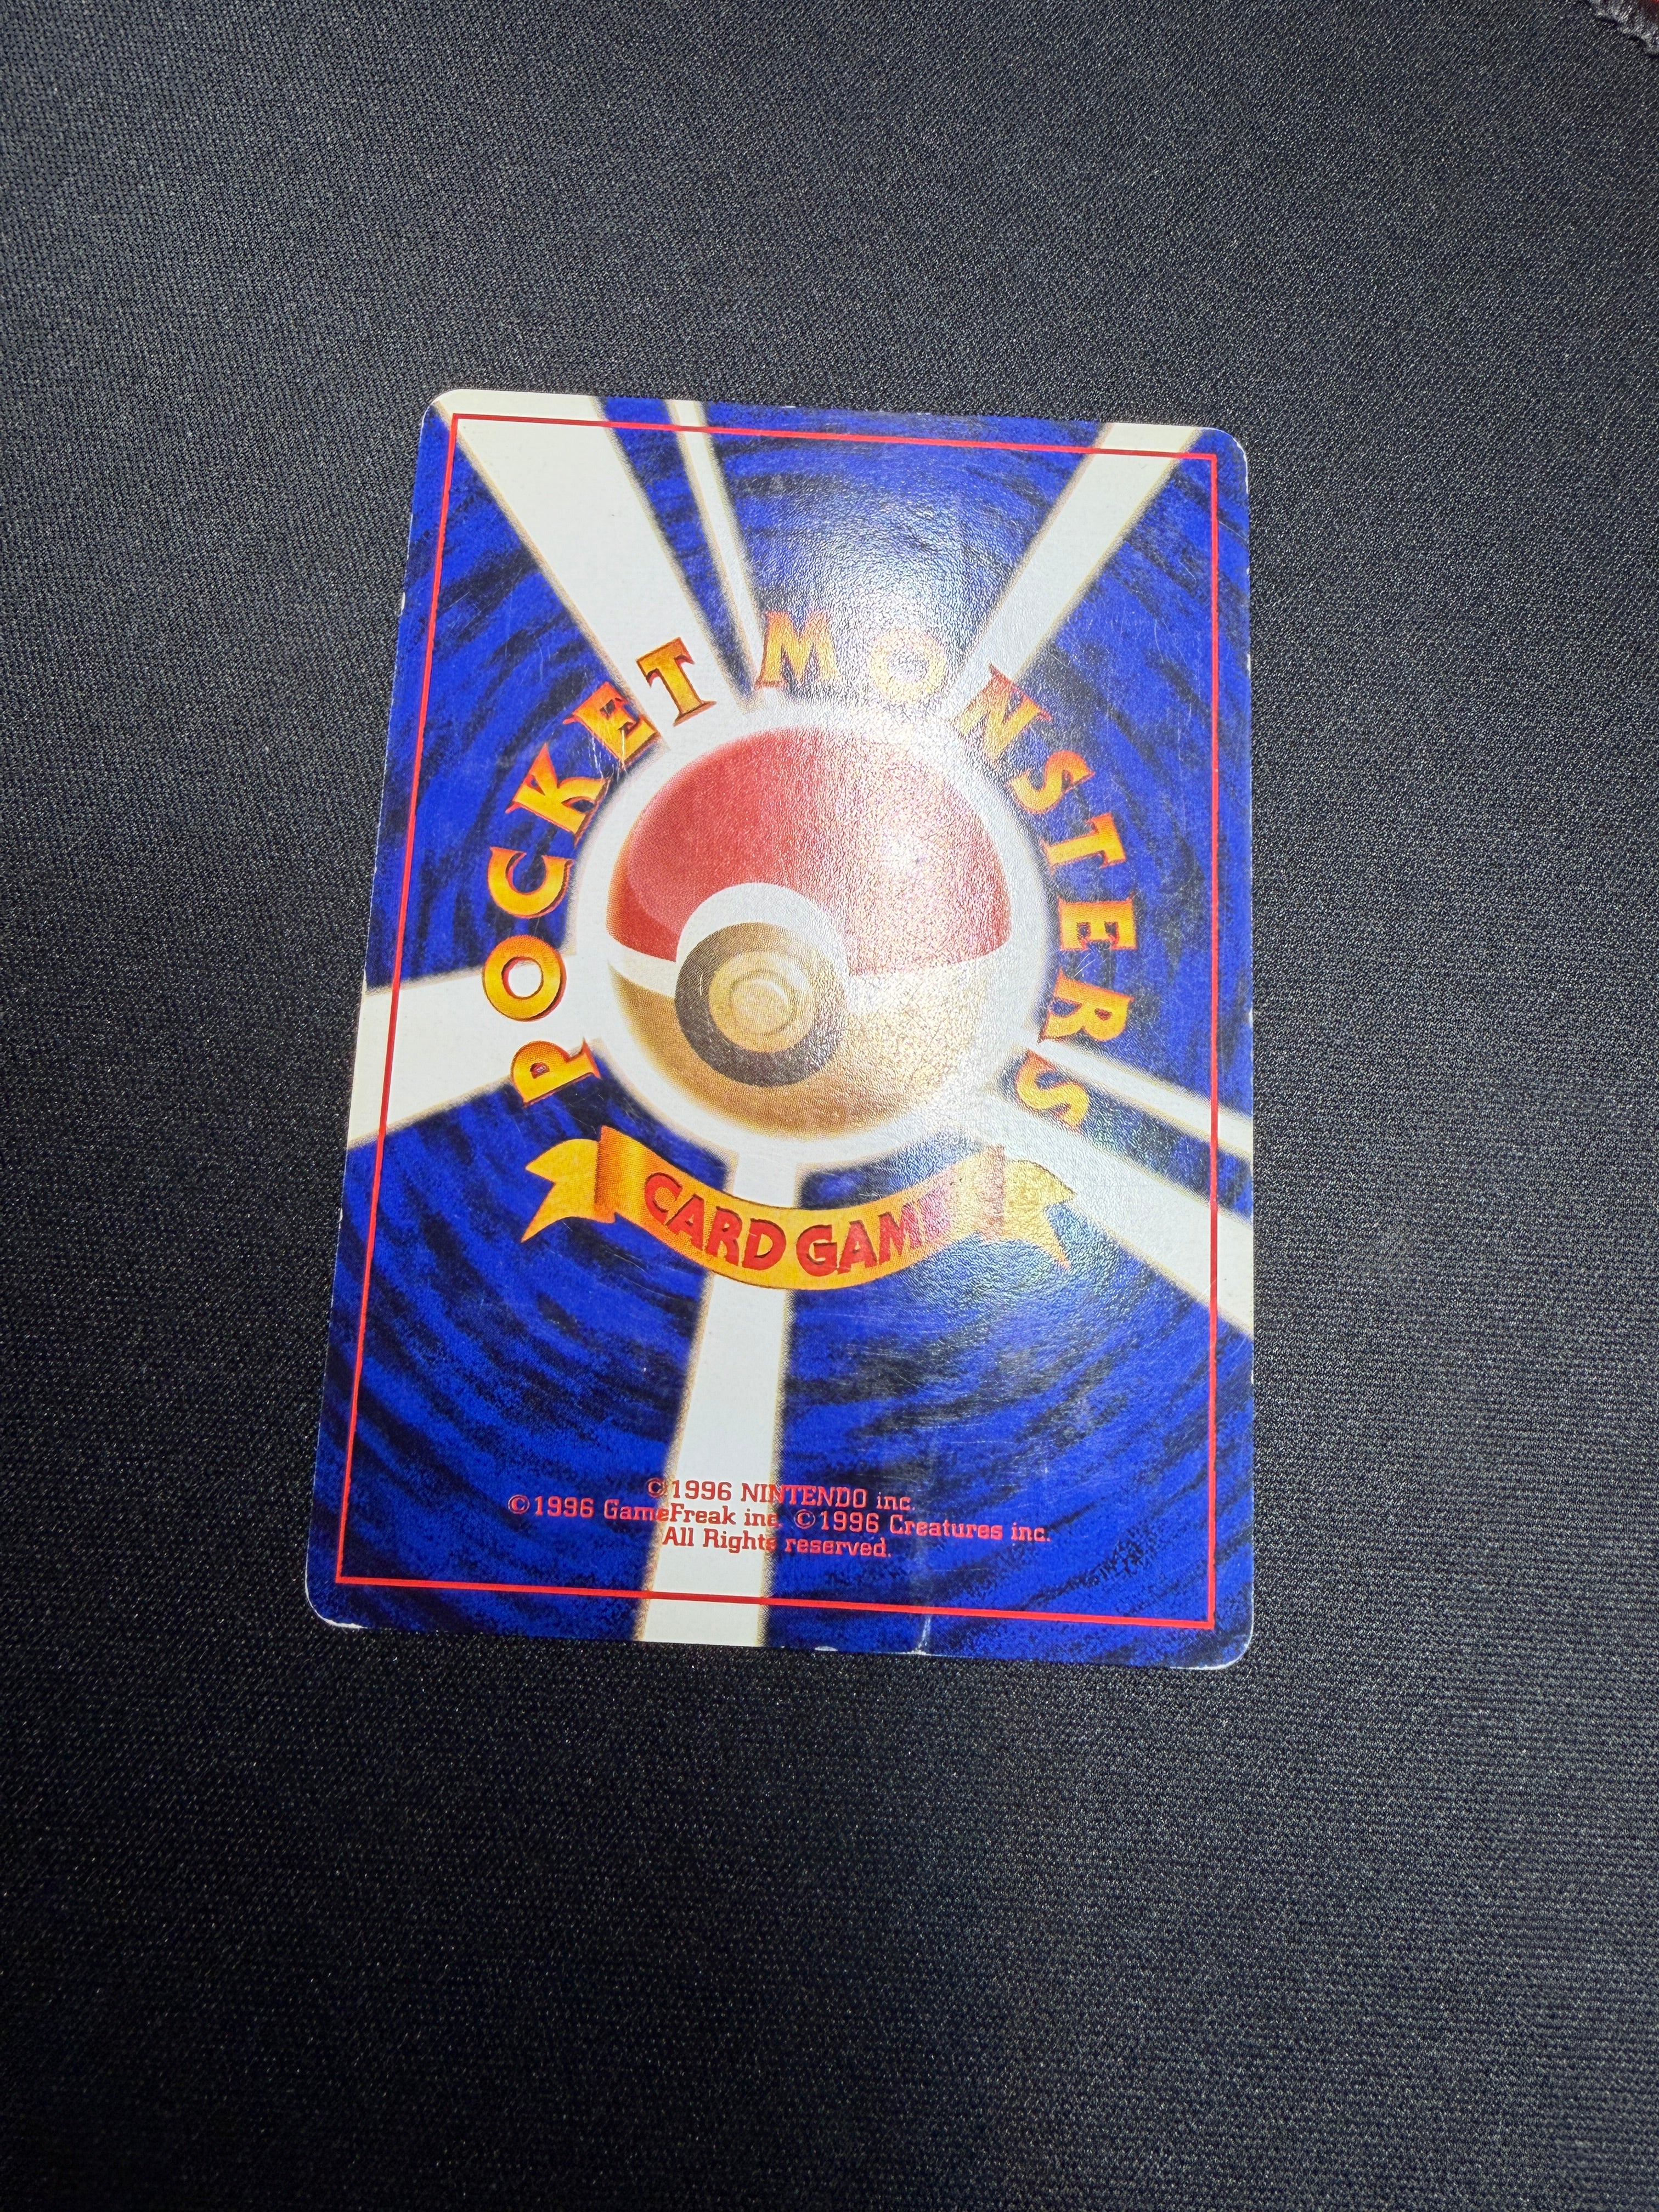 POCKET MONSTERS
CARD GAME
©1996 NINTENDO inc.
©1996 GameFreak inc. ©1996 Creatures inc.
All Rights reserved.